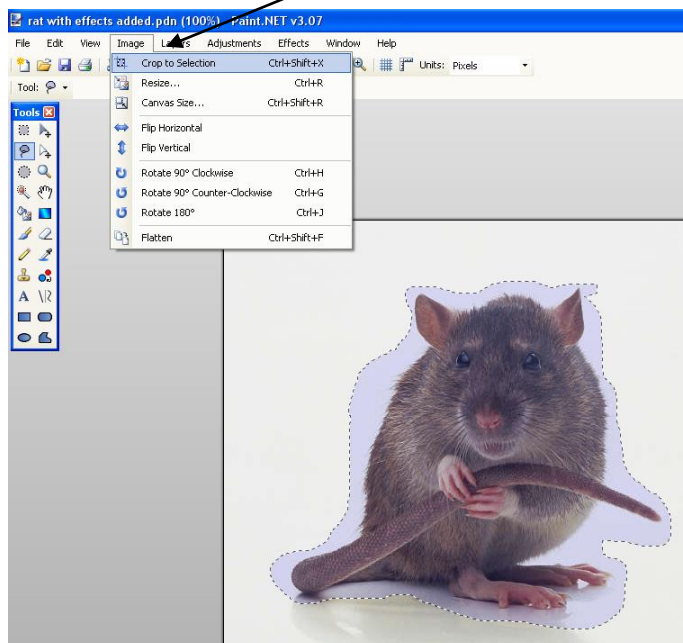 rat with effects added.pdn (100%) - Paint.NET v3.07
File Edit View Image Layers Adjustments Effects Window Help
Units: Pixels
Tool:
Crop to Selection Ctrl+Shift+X
Resize... Ctrl+R
Canvas Size... Ctrl+Shift+R
Flip Horizontal
Flip Vertical
Rotate 90° Clockwise Ctrl+H
Rotate 90° Counter-Clockwise Ctrl+G
Rotate 180° Ctrl+J
Flatten Ctrl+Shift+F
Tools